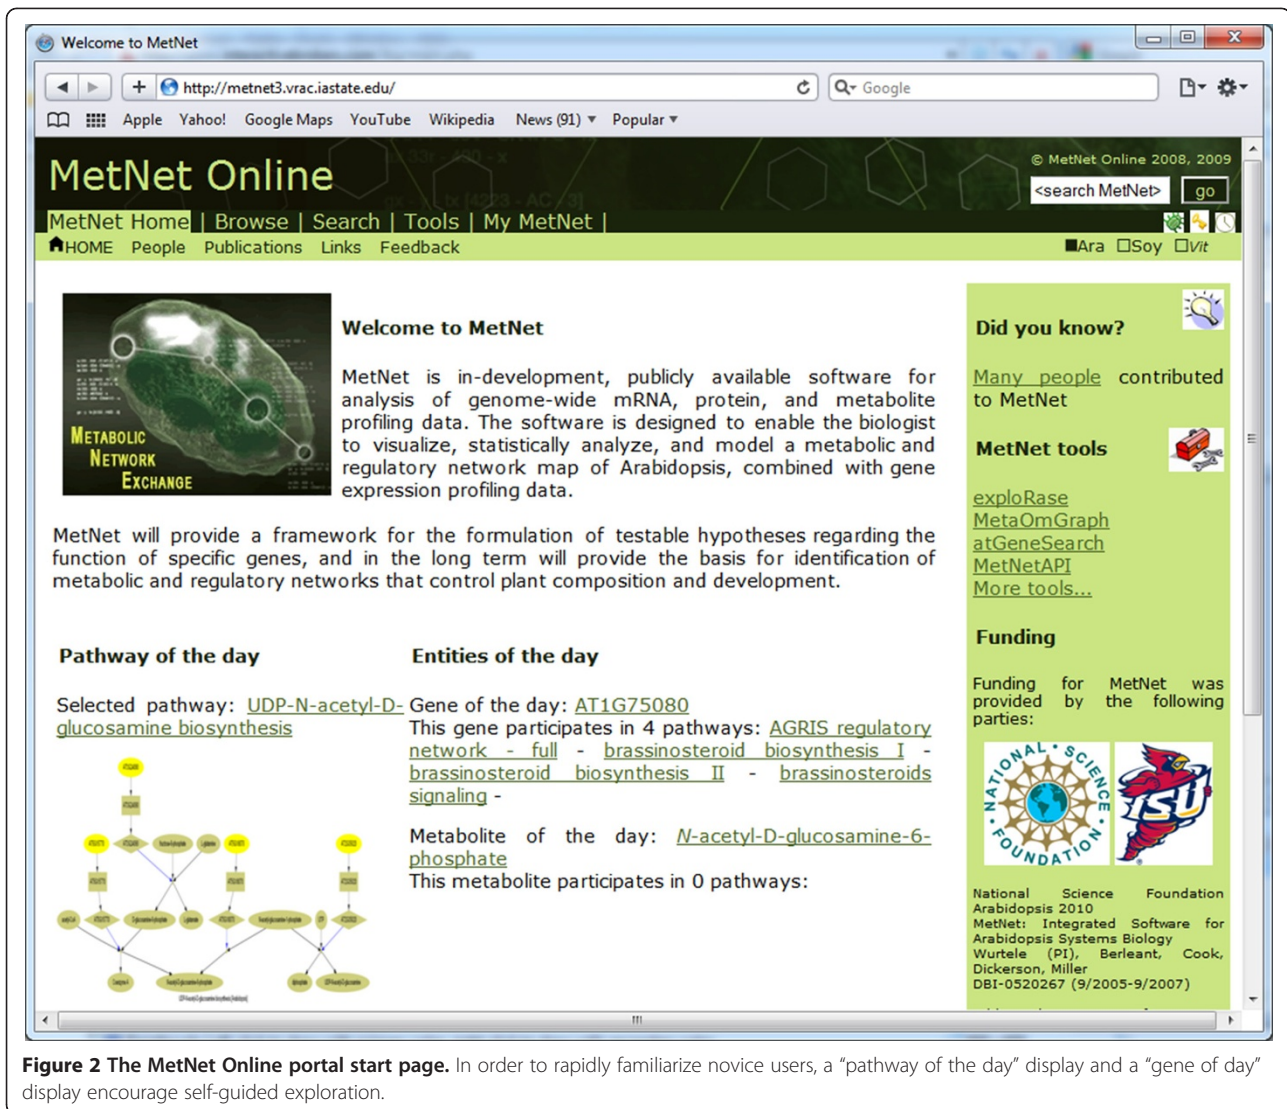 Welcome to MetNet
http://metnet3.vrac.iastate.edu/
Google
Apple Yahoo! Google Maps YouTube Wikipedia News (91) ▾ Popular ▾
MetNet Online
© MetNet Online 2008, 2009
<search MetNet> go
MetNet Home | Browse | Search | Tools | My MetNet |
HOME People Publications Links Feedback
Ara Soy Vit
METABOLIC
NETWORK
EXCHANGE
Welcome to MetNet
MetNet is in-development, publicly available software for
analysis of genome-wide mRNA, protein, and metabolite
profiling data. The software is designed to enable the biologist
to visualize, statistically analyze, and model a metabolic and
regulatory network map of Arabidopsis, combined with gene
expression profiling data.
MetNet will provide a framework for the formulation of testable hypotheses regarding the
function of specific genes, and in the long term will provide the basis for identification of
metabolic and regulatory networks that control plant composition and development.
Pathway of the day
Selected pathway: UDP-N-acetyl-D-
glucosamine biosynthesis
Entities of the day
Gene of the day: AT1G75080
This gene participates in 4 pathways: AGRIS regulatory
network - full - brassinosteroid biosynthesis I -
brassinosteroid biosynthesis II - brassinosteroids
signaling -
Metabolite of the day: N-acetyl-D-glucosamine-6-
phosphate
This metabolite participates in 0 pathways:
Did you know?
Many people contributed
to MetNet
MetNet tools
exploRase
MetaOmGraph
atGeneSearch
MetNetAPI
More tools...
Funding
Funding for MetNet was
provided by the following
parties:
NATIONAL SCIENCE FOUNDATION
ISU
National Science Foundation
Arabidopsis 2010
MetNet: Integrated Software for
Arabidopsis Systems Biology
Wurtele (PI), Berleant, Cook,
Dickerson, Miller
DBI-0520267 (9/2005-9/2007)
Figure 2 The MetNet Online portal start page. In order to rapidly familiarize novice users, a “pathway of the day” display and a “gene of day”
display encourage self-guided exploration.